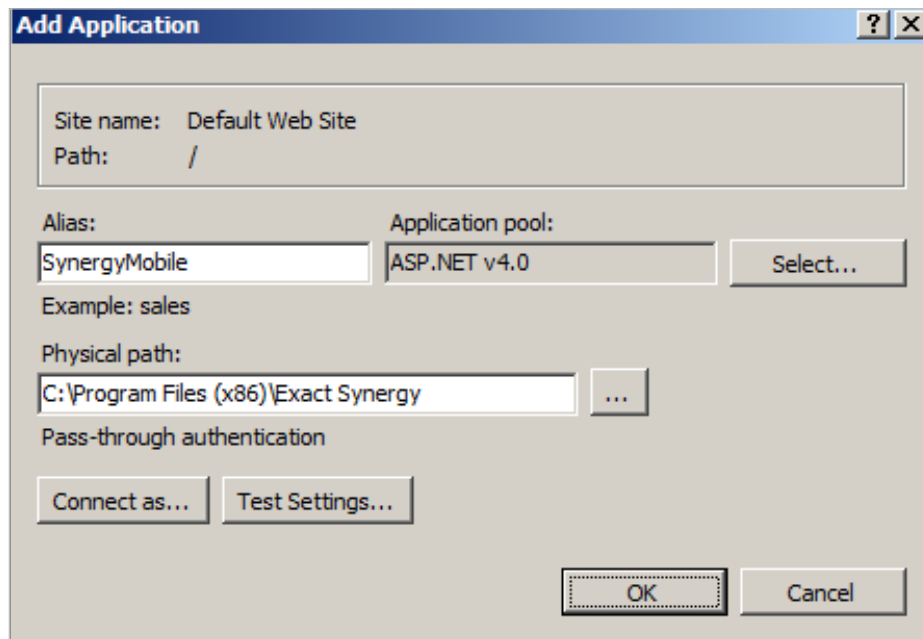 Add Application
Site name: Default Web Site
Path: /
Alias: Application pool:
SynergyMobile ASP.NET v4.0 Select...
Example: sales
Physical path:
C:\Program Files (x86)\Exact Synergy ...
Pass-through authentication
Connect as... Test Settings...
OK Cancel